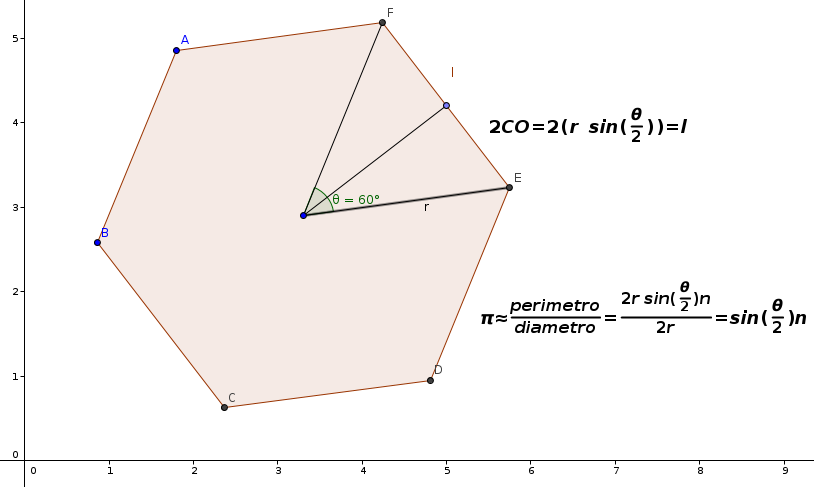 F
A
l
2CO=2(r sin(θ/2))=l
E
θ = 60°
r
B
π≈perimetro/diametro=2r sin(θ/2)n/2r=sin(θ/2)n
D
C
5
4
3
2
1
0
0 1 2 3 4 5 6 7 8 9